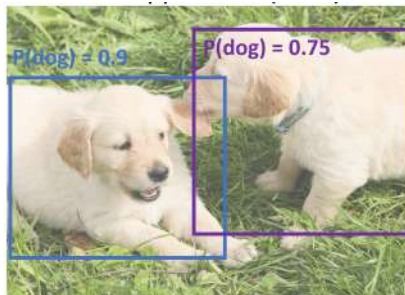 P(dog) = 0.75
P(dog) = 0.9